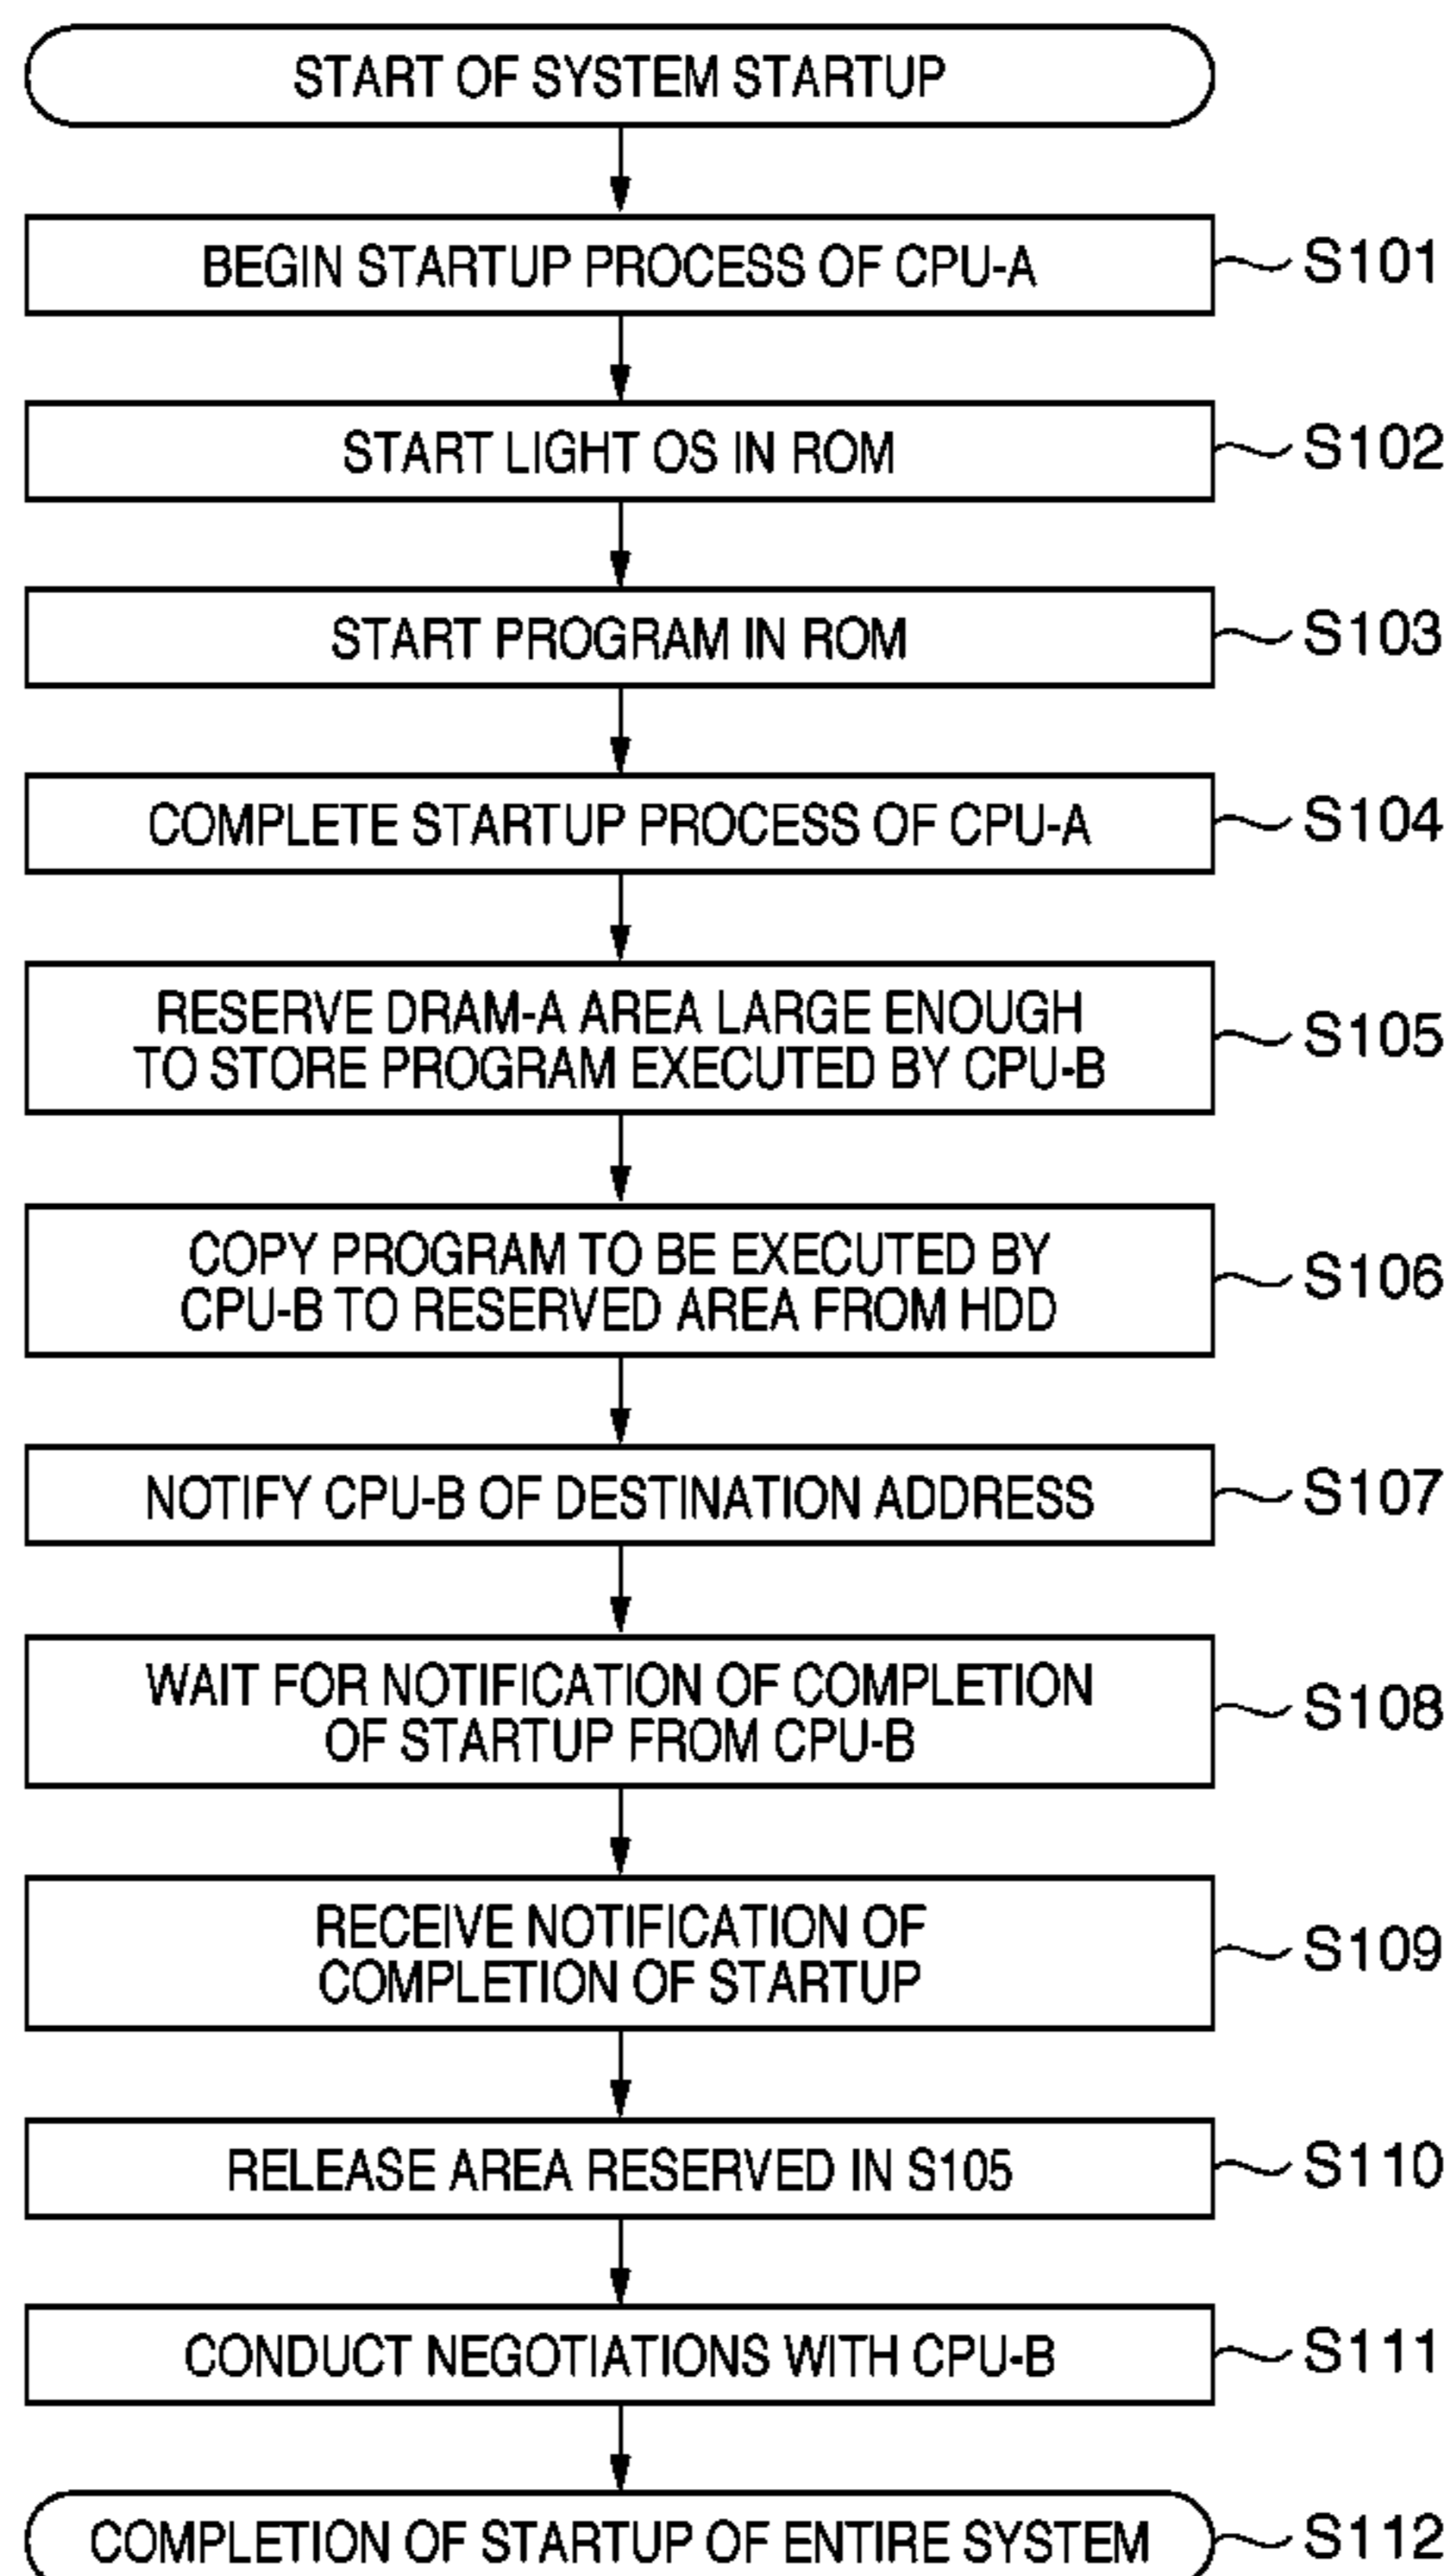 START OF SYSTEM STARTUP
BEGIN STARTUP PROCESS OF CPU-A
S101
START LIGHT OS IN ROM
S102
START PROGRAM IN ROM
S103
COMPLETE STARTUP PROCESS OF CPU-A
S104
RESERVE DRAM-A AREA LARGE ENOUGH
TO STORE PROGRAM EXECUTED BY CPU-B
S105
COPY PROGRAM TO BE EXECUTED BY
CPU-B TO RESERVED AREA FROM HDD
S106
NOTIFY CPU-B OF DESTINATION ADDRESS
S107
WAIT FOR NOTIFICATION OF COMPLETION
OF STARTUP FROM CPU-B
S108
RECEIVE NOTIFICATION OF
COMPLETION OF STARTUP
S109
RELEASE AREA RESERVED IN S105
S110
CONDUCT NEGOTIATIONS WITH CPU-B
S111
COMPLETION OF STARTUP OF ENTIRE SYSTEM
S112